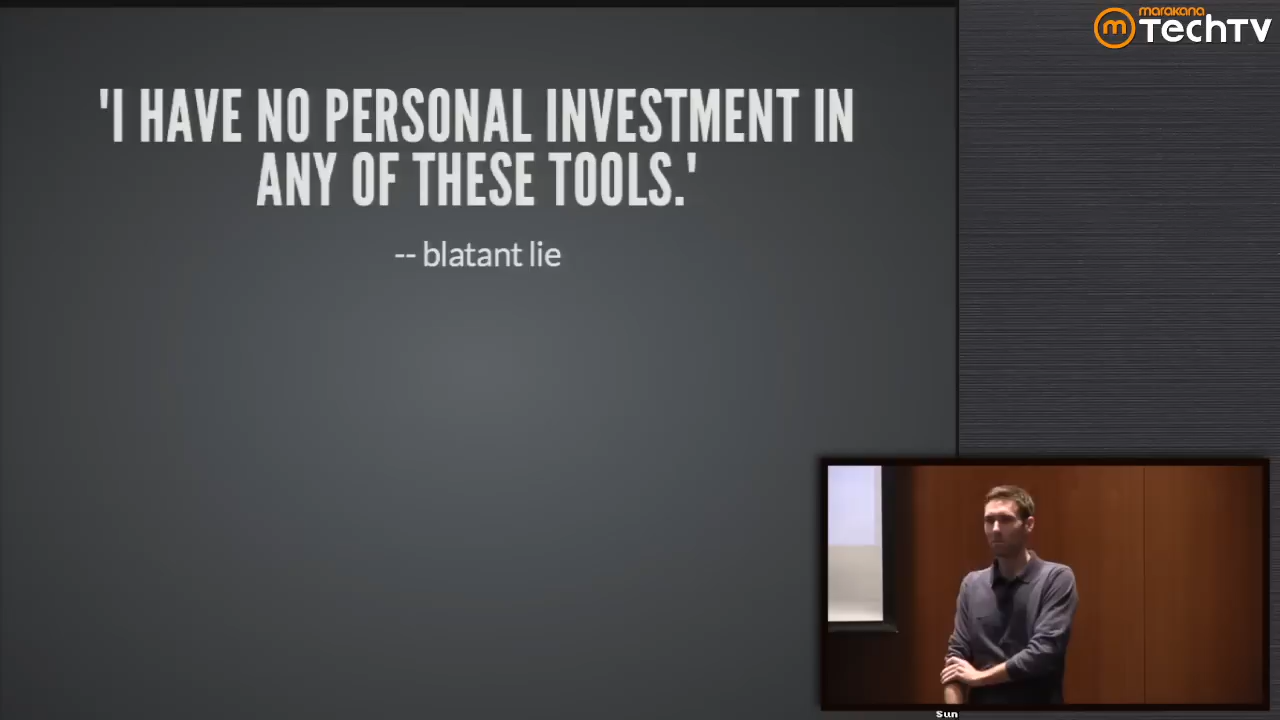 marakana
TechTV
'I HAVE NO PERSONAL INVESTMENT IN
ANY OF THESE TOOLS.'
-- blatant lie
Sun